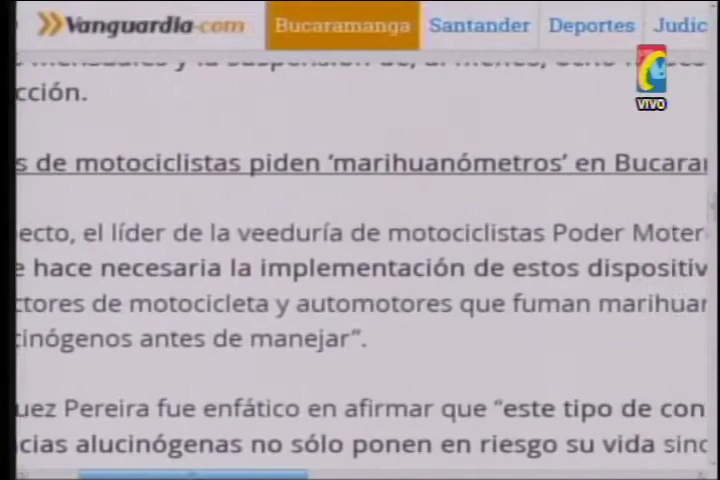 Vanguardia.com Bucaramanga Santander Deportes Judic
VIVO
cción.
s de motociclistas piden ‘marihuanómetros’ en Bucara
ecto, el líder de la veeduría de motociclistas Poder Moter
e hace necesaria la implementación de estos dispositiv
ctores de motocicleta y automotores que fuman marihuar
cinógenos antes de manejar”.
uez Pereira fue enfático en afirmar que “este tipo de con
ncias alucinógenas no sólo ponen en riesgo su vida sino